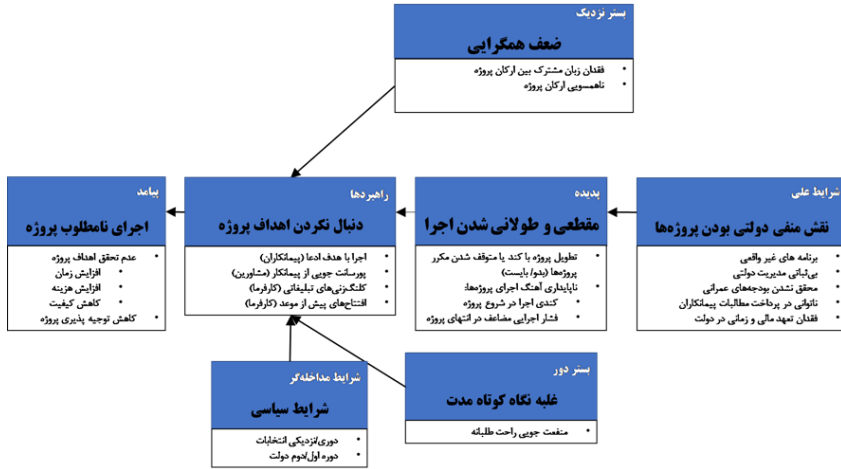 بستر نزدیک
ضعف همگرایی
• فقدان زبان مشترک بین ارکان پروژه
• ناهمسویی ارکان پروژه
شرایط علی
نقش منفی دولتی بودن پروژه‌ها
• برنامه های غیر واقعی
• بی‌ثباتی مدیریت دولتی
• محقق نشدن بودجه‌های عمرانی
• ناتوانی در پرداخت مطالبات پیمانکاران
• فقدان تعهد مالی و زمانی در دولت
پدیده
مقطعی و طولانی شدن اجرا
• تطویل پروژه با کند یا متوقف شدن مکرر
پروژه‌ها (بدو/ بایست)
• ناپایداری آهنگ اجرای پروژه‌ها:
• کندی اجرا در شروع پروژه
• فشار اجرایی مضاعف در انتهای پروژه
راهبردها
دنبال نکردن اهداف پروژه
• اجرا با هدف ادعا (پیمانکاران)
• پورسانت جویی از پیمانکار (مشاورین)
• کلنگ‌زنی‌های تبلیغاتی (کارفرما)
• افتتاح‌های پیش از موعد (کارفرما)
پیامد
اجرای نامطلوب پروژه
• عدم تحقق اهداف پروژه
• افزایش زمان
• افزایش هزینه
• کاهش کیفیت
• کاهش توجیه پذیری پروژه
بستر دور
غلبه نگاه کوتاه مدت
• منفعت جویی راحت طلبانه
شرایط مداخله‌گر
شرایط سیاسی
• دوری/نزدیکی انتخابات
• دوره اول/دوم دولت